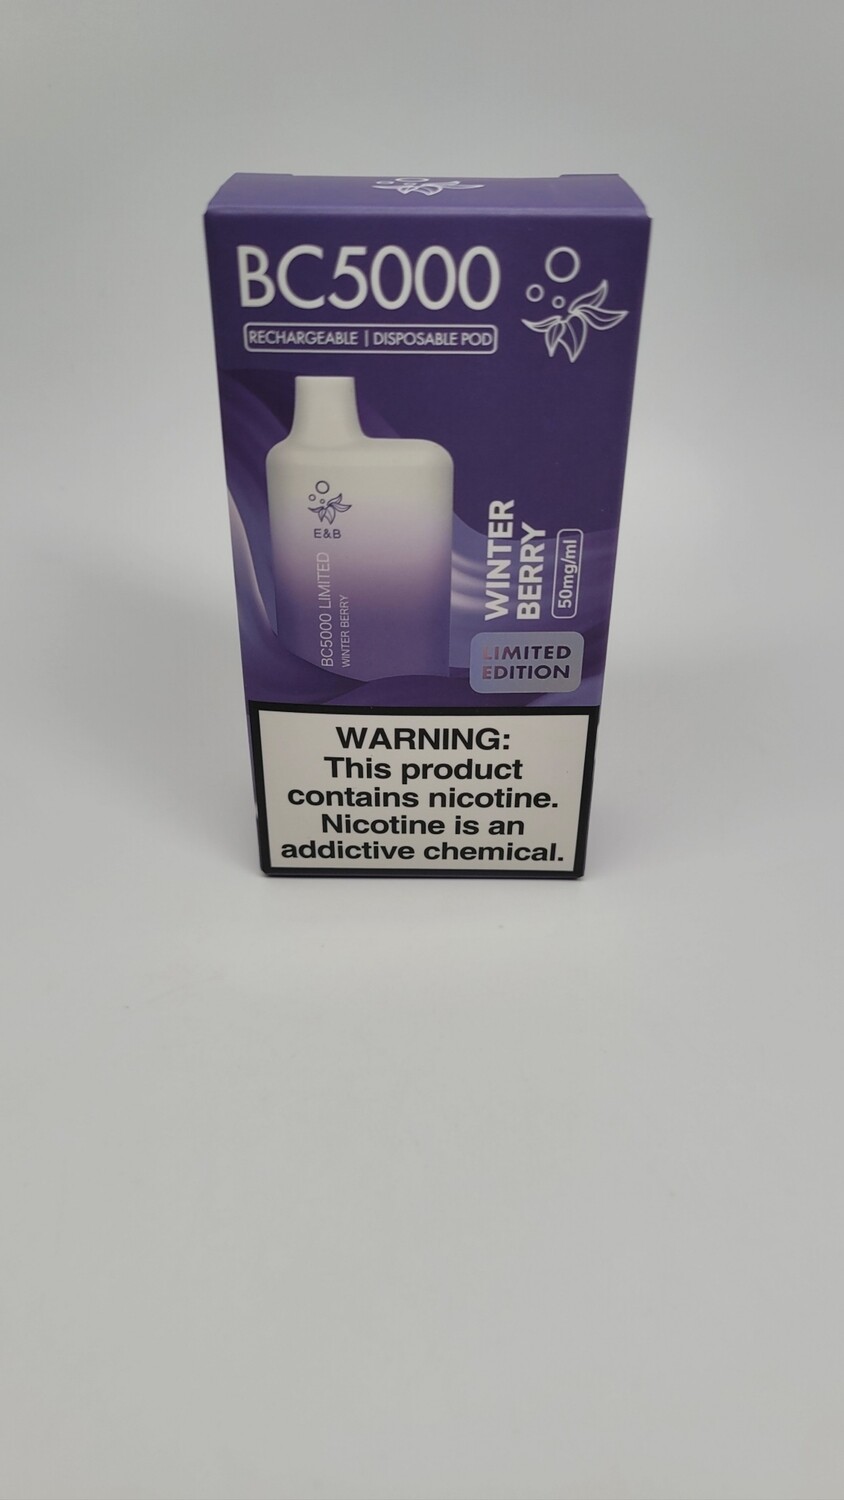 BC5000
RECHARGEABLE | DISPOSABLE POD
E&B
BC5000 LIMITED
WINTER BERRY
WINTER
BERRY
50mg/ml
LIMITED
EDITION
WARNING:
This product
contains nicotine.
Nicotine is an
addictive chemical.